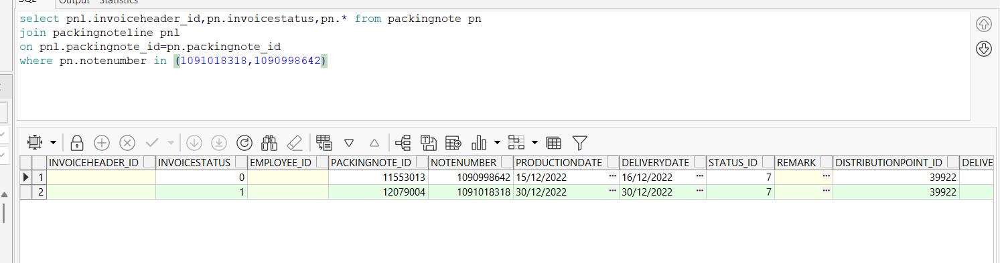 SQL Output Statistics
select pnl.invoiceheader_id,pn.invoicestatus,pn.* from packingnote pn
join packingnoteline pnl
on pnl.packingnote_id=pn.packingnote_id
where pn.notenumber in (1091018318,1090998642)
INVOICEHEADER_ID INVOICESTATUS EMPLOYEE_ID PACKINGNOTE_ID NOTENUMBER PRODUCTIONDATE DELIVERYDATE STATUS_ID REMARK DISTRIBUTIONPOINT_ID DELIVE
1 0 11553013 1090998642 15/12/2022 ... 16/12/2022 ... 7 ... 39922
2 1 12079004 1091018318 30/12/2022 ... 30/12/2022 ... 7 ... 39922